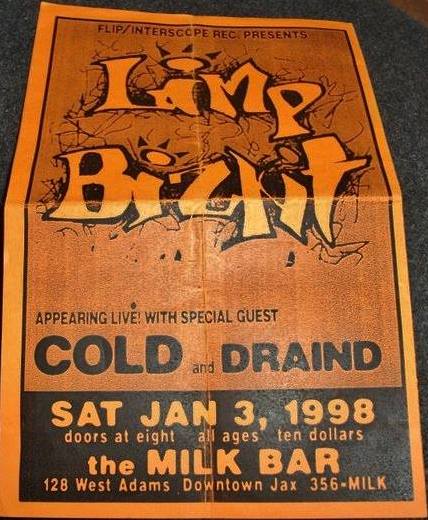 FLIP/INTERSCOPE REC. PRESENTS
Limp
Bizkit
APPEARING LIVE! WITH SPECIAL GUEST
COLD and DRAIND
SAT JAN 3, 1998
doors at eight all ages ten dollars
the MILK BAR
128 West Adams Downtown Jax 356-MILK